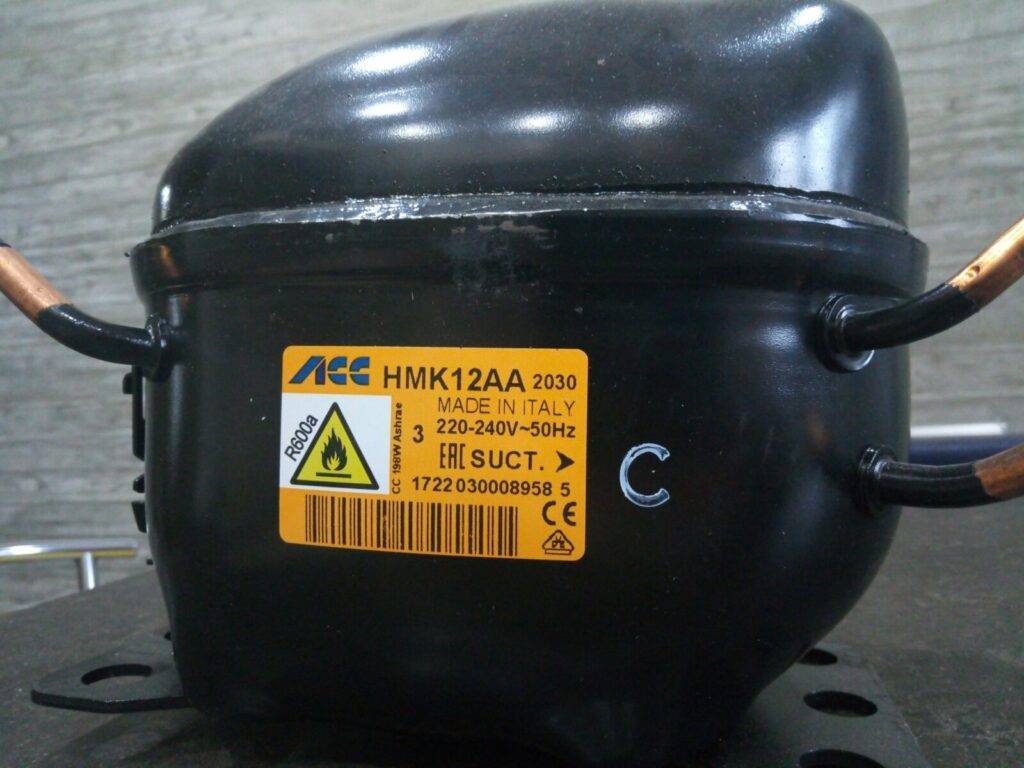 ACC HMK12AA 2030
MADE IN ITALY
R600a
CC 198W Ashrae
3 220-240V~50Hz
EAC SUCT. ➤
1722 030008958 5
CE
C